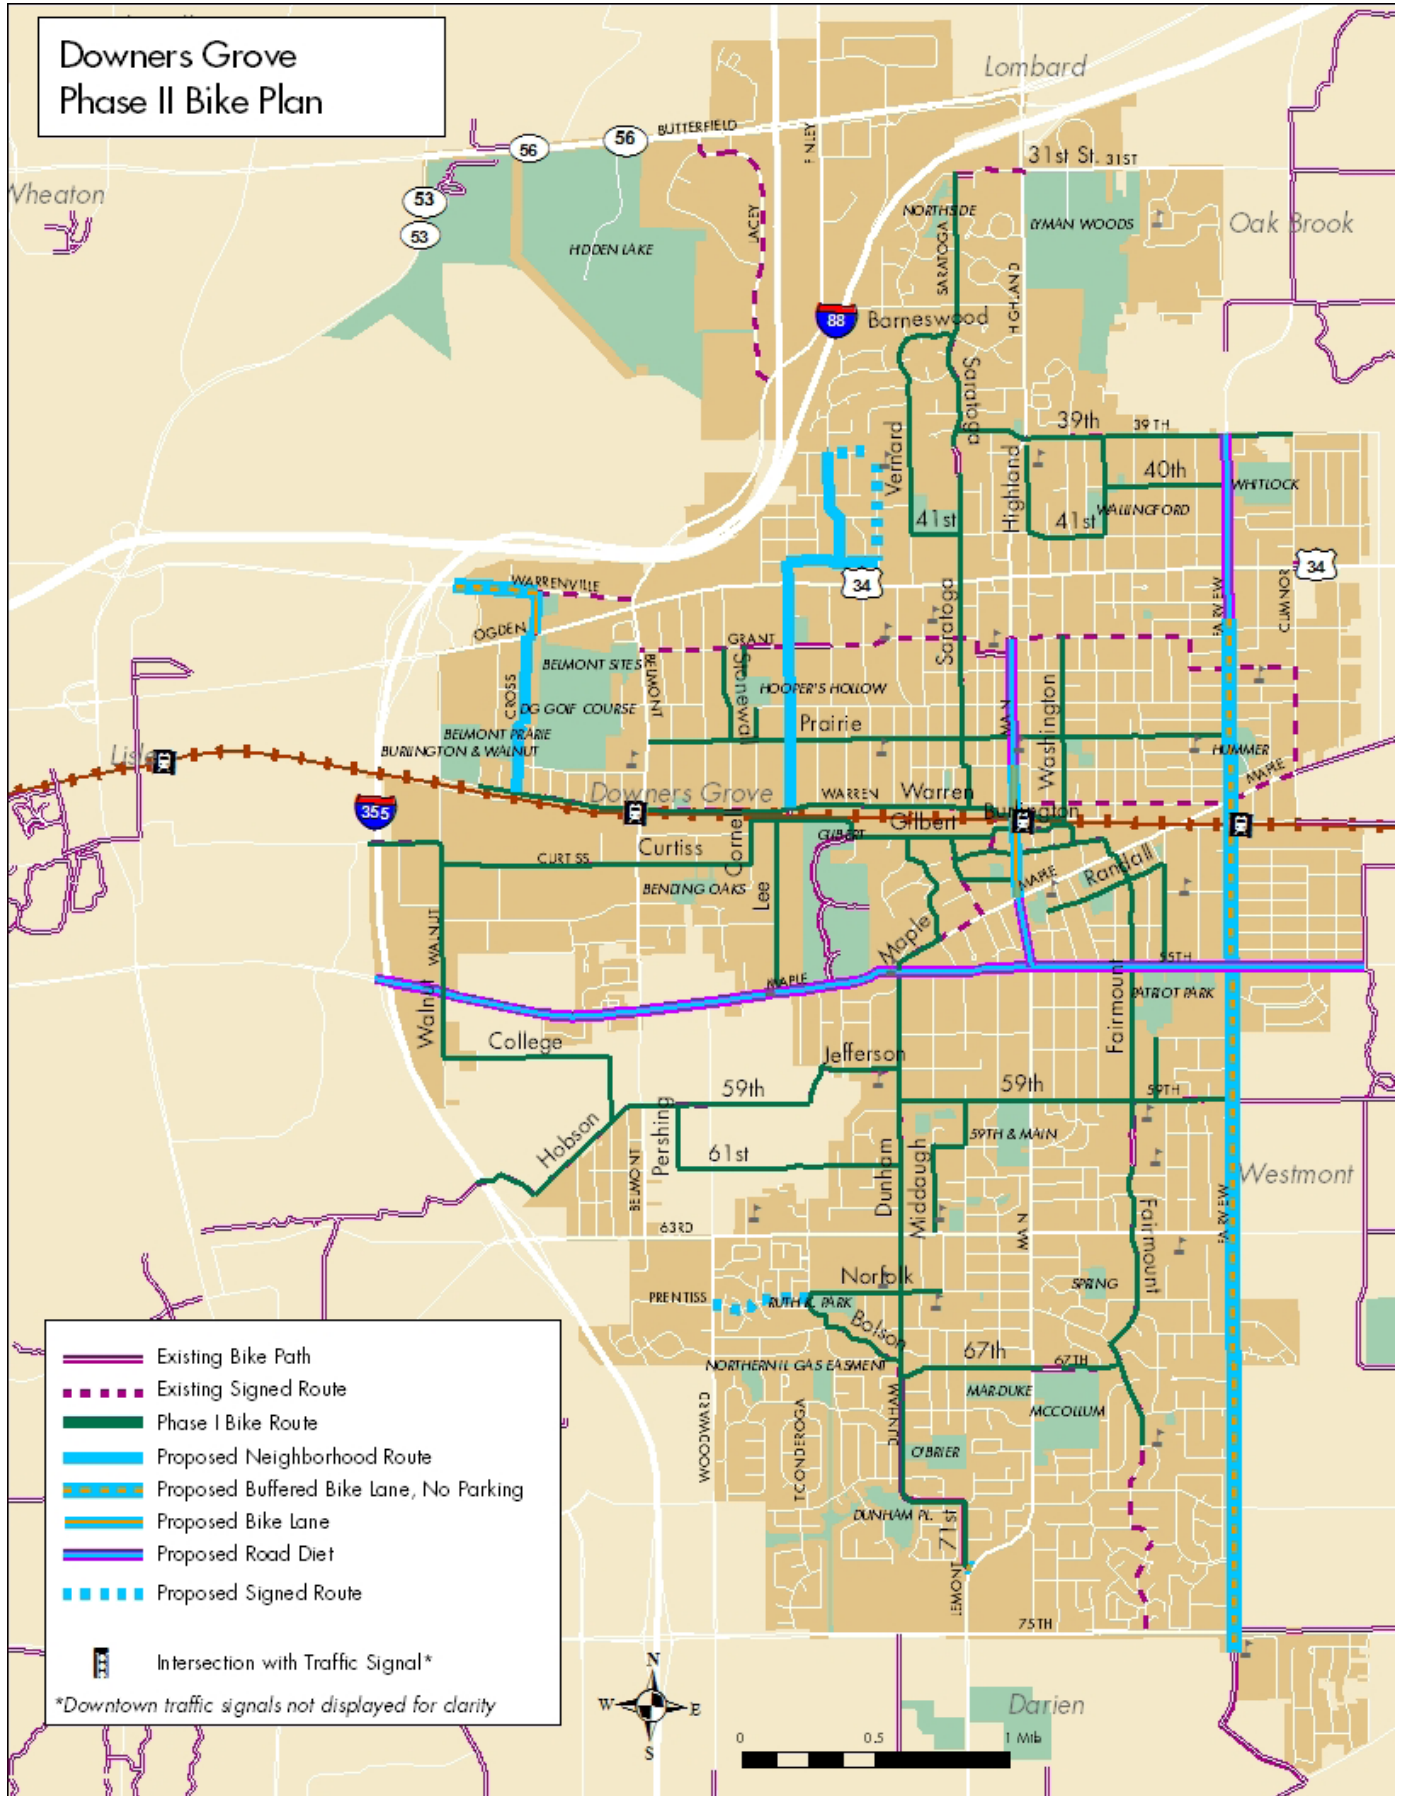 Downers Grove
Phase II Bike Plan
Lombard
56
56
BUTTERFIELD
FINLEY
31st St.
31ST
53
53
Wheaton
LACEY
HIDDEN LAKE
NORTHSIDE
SARATOGA
LYMAN WOODS
Oak Brook
HIGHLAND
88
Barneswood
Saratoga
39th
39TH
Vernard
Highland
40th
WHITLOCK
WALLINGFORD
41st
41st
34
34
WARRENVILLE
OGDEN
FAIRVIEW
CUMNOR
Saratoga
GRANT
Stonewall
BELMONT SITES
BELMONT
CROSS
HOOPER'S HOLLOW
DG GOLF COURSE
MAIN
Washington
BELMONT PRARIE
BURLINGTON & WALNUT
Prairie
HUMMER
MAPLE
Lisle
Downers Grove
WARREN
Warren
355
Burlington
GILBERT
Gilbert
Cornell
CURTISS
Curtiss
BENDING OAKS
Lee
MAPLE
Randall
WALNUT
Maple
MAPLE
55TH
PATRIOT PARK
Walnut
Fairmount
College
Jefferson
59th
59th
59TH
Hobson
Pershing
61st
59TH & MAIN
Dunham
Middaugh
BELMONT
63RD
MAIN
Westmont
FAIRVIEW
Fairmount
Norfolk
SPRING
PRENTISS
RUTH K. PARK
Bolson
67th
67TH
NORTHERN IL GAS EASMENT
MAR-DUKE
MCCOLLUM
WOODWARD
TCONDEROGA
DUNHAM
O'BRIER
DUNHAM PL.
71st
LEMONT
75TH
Existing Bike Path
Existing Signed Route
Phase I Bike Route
Proposed Neighborhood Route
Proposed Buffered Bike Lane, No Parking
Proposed Bike Lane
Proposed Road Diet
Proposed Signed Route
Intersection with Traffic Signal*
*Downtown traffic signals not displayed for clarity
N
W
E
S
Darien
0
0.5
1 Mile